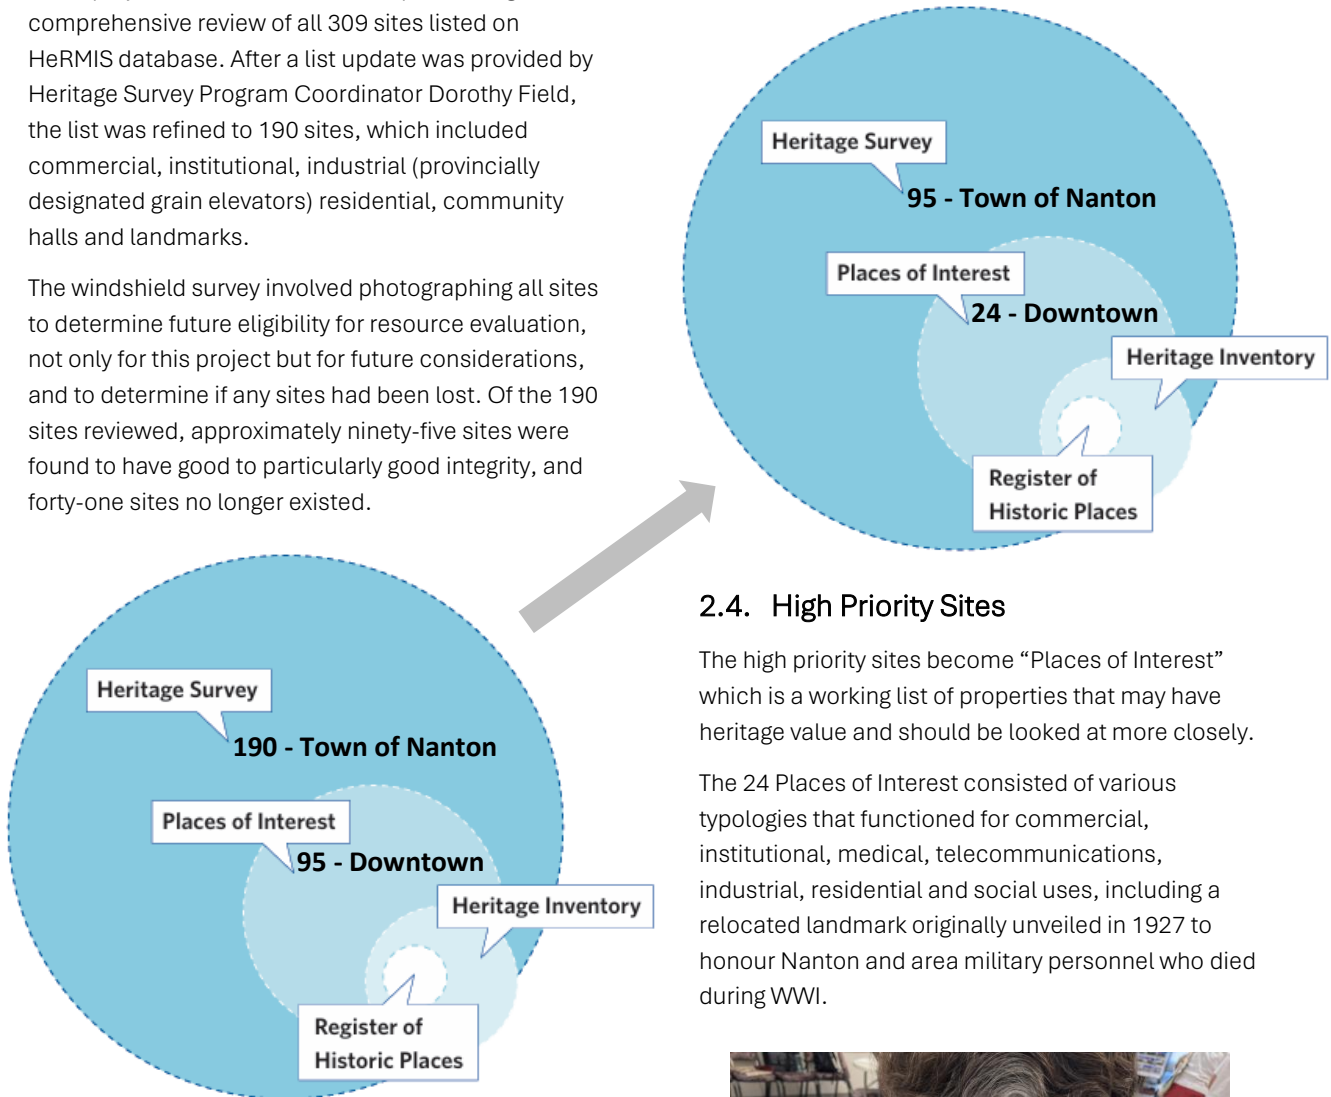 comprehensive review of all 309 sites listed on
HeRMIS database. After a list update was provided by
Heritage Survey Program Coordinator Dorothy Field,
the list was refined to 190 sites, which included
commercial, institutional, industrial (provincially
designated grain elevators) residential, community
halls and landmarks.
The windshield survey involved photographing all sites
to determine future eligibility for resource evaluation,
not only for this project but for future considerations,
and to determine if any sites had been lost. Of the 190
sites reviewed, approximately ninety-five sites were
found to have good to particularly good integrity, and
forty-one sites no longer existed.
Heritage Survey
190 - Town of Nanton
Places of Interest
95 - Downtown
Heritage Inventory
Register of
Historic Places
Heritage Survey
95 - Town of Nanton
Places of Interest
24 - Downtown
Heritage Inventory
Register of
Historic Places
2.4. High Priority Sites
The high priority sites become “Places of Interest”
which is a working list of properties that may have
heritage value and should be looked at more closely.
The 24 Places of Interest consisted of various
typologies that functioned for commercial,
institutional, medical, telecommunications,
industrial, residential and social uses, including a
relocated landmark originally unveiled in 1927 to
honour Nanton and area military personnel who died
during WWI.